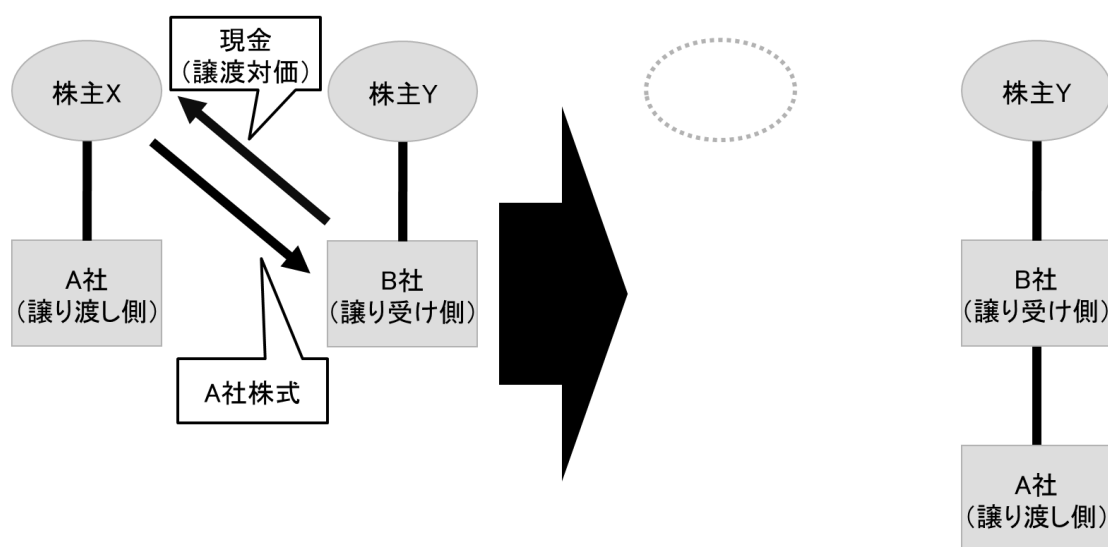 現金
（譲渡対価）
株主X
株主Y
A社
（譲り渡し側）
B社
（譲り受け側）
A社株式
株主Y
B社
（譲り受け側）
A社
（譲り渡し側）